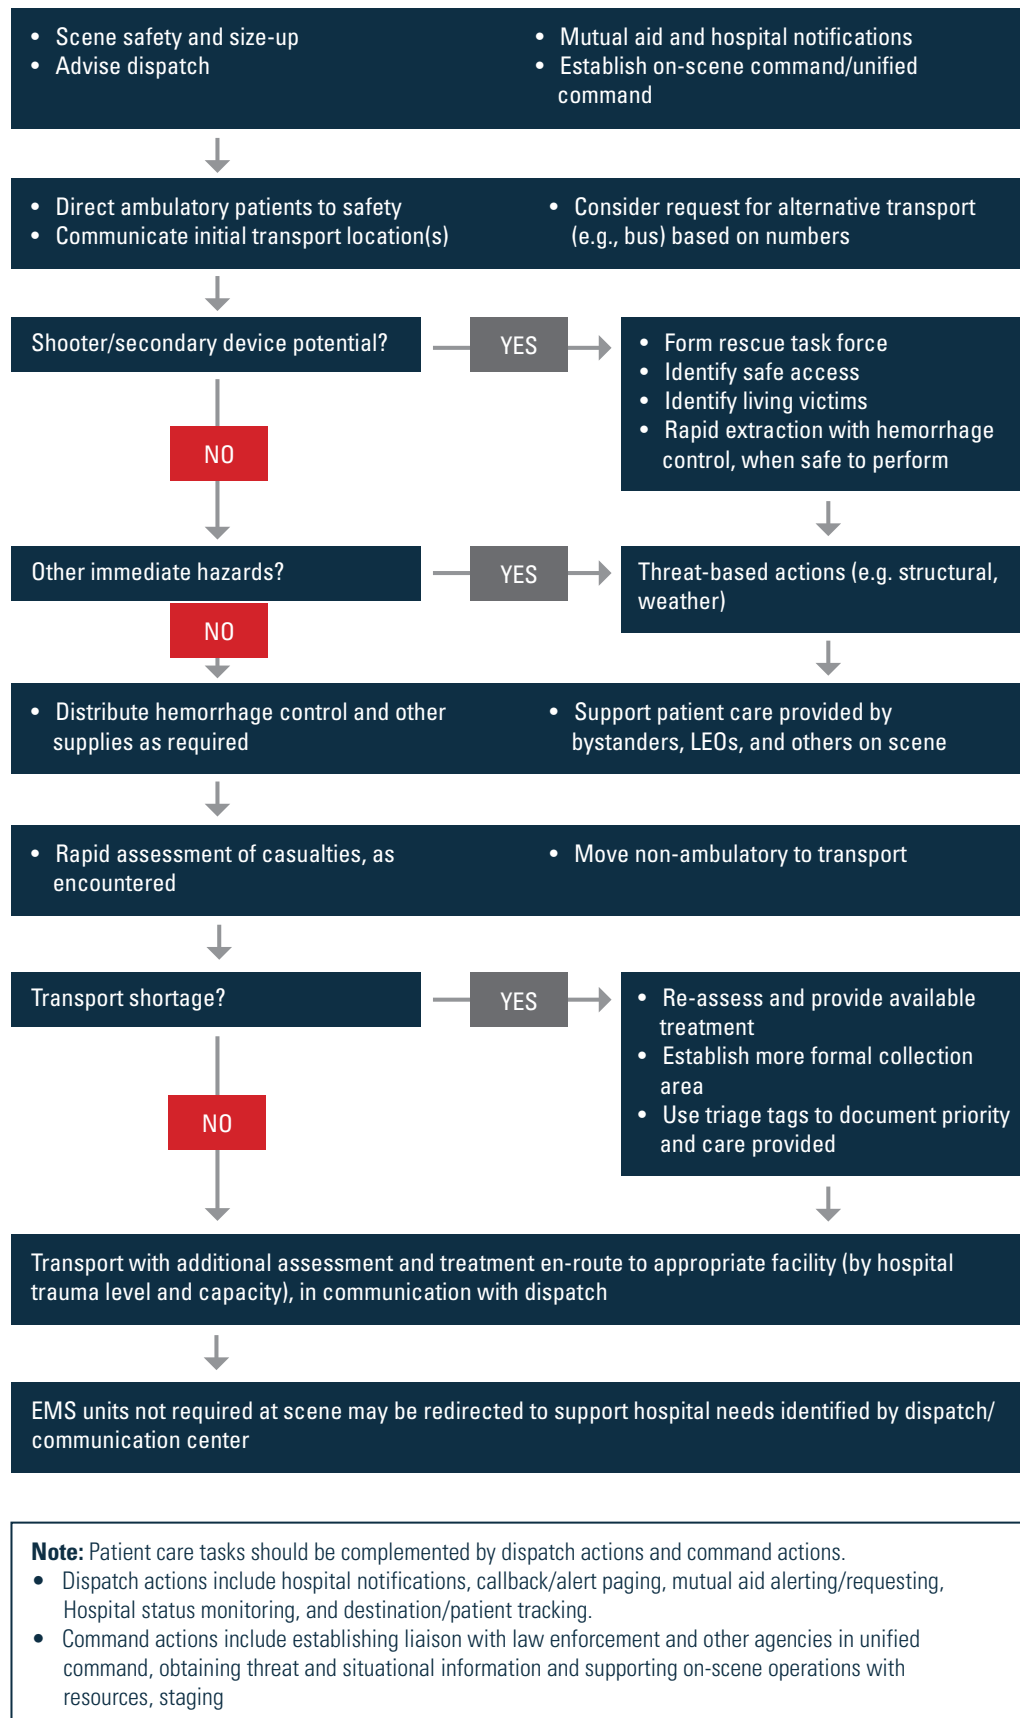 • Scene safety and size-up
• Advise dispatch
• Mutual aid and hospital notifications
• Establish on-scene command/unified
command
• Direct ambulatory patients to safety
• Communicate initial transport location(s)
• Consider request for alternative transport
(e.g., bus) based on numbers
Shooter/secondary device potential?
YES
• Form rescue task force
• Identify safe access
• Identify living victims
• Rapid extraction with hemorrhage
control, when safe to perform
NO
Other immediate hazards?
YES
Threat-based actions (e.g. structural,
weather)
NO
• Distribute hemorrhage control and other
supplies as required
• Support patient care provided by
bystanders, LEOs, and others on scene
• Rapid assessment of casualties, as
encountered
• Move non-ambulatory to transport
Transport shortage?
YES
• Re-assess and provide available
treatment
• Establish more formal collection
area
• Use triage tags to document priority
and care provided
NO
Transport with additional assessment and treatment en-route to appropriate facility (by hospital
trauma level and capacity), in communication with dispatch
EMS units not required at scene may be redirected to support hospital needs identified by dispatch/
communication center
Note: Patient care tasks should be complemented by dispatch actions and command actions.
• Dispatch actions include hospital notifications, callback/alert paging, mutual aid alerting/requesting,
Hospital status monitoring, and destination/patient tracking.
• Command actions include establishing liaison with law enforcement and other agencies in unified
command, obtaining threat and situational information and supporting on-scene operations with
resources, staging